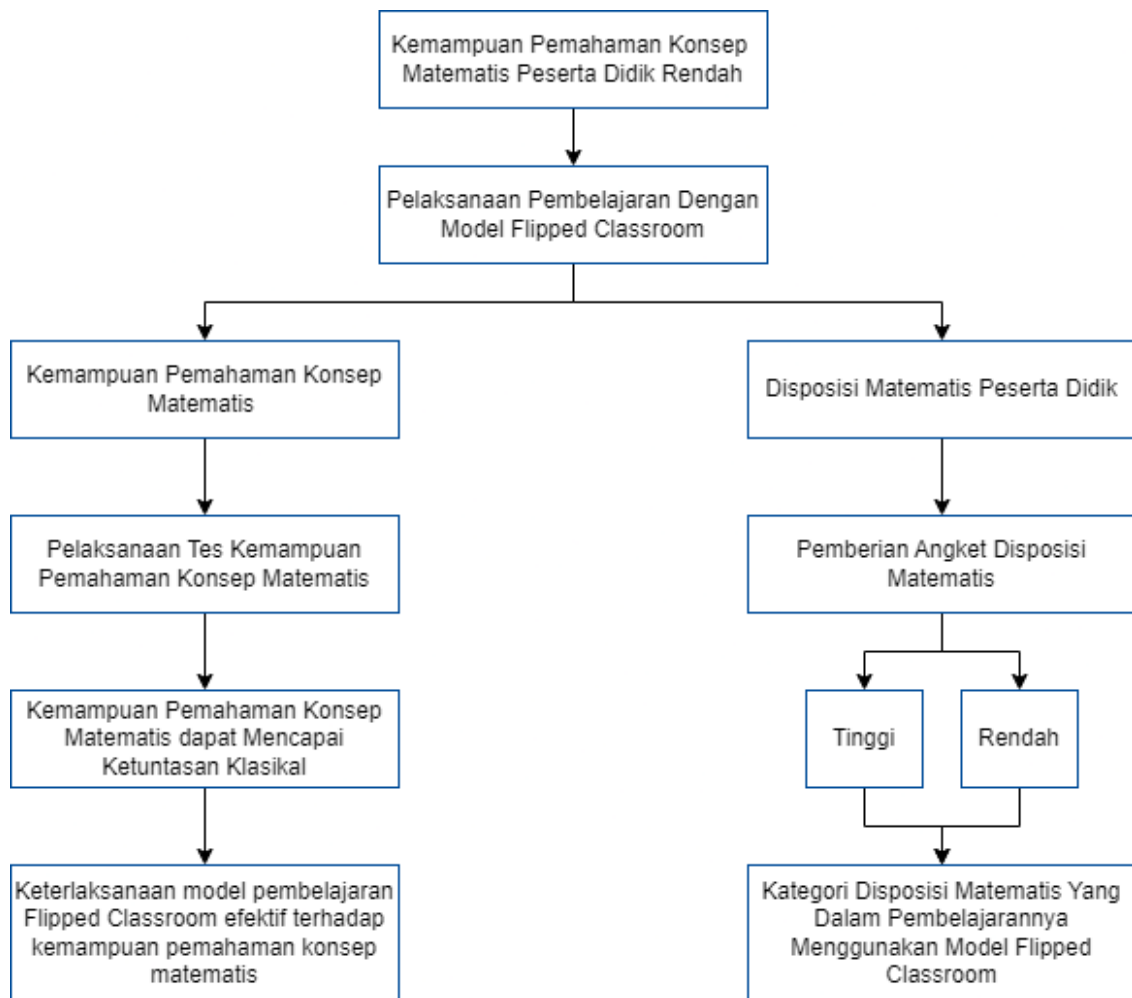 Kemampuan Pemahaman Konsep
Matematis Peserta Didik Rendah
Pelaksanaan Pembelajaran Dengan
Model Flipped Classroom
Kemampuan Pemahaman Konsep
Matematis
Disposisi Matematis Peserta Didik
Pelaksanaan Tes Kemampuan
Pemahaman Konsep Matematis
Pemberian Angket Disposisi
Matematis
Kemampuan Pemahaman Konsep
Matematis dapat Mencapai
Ketuntasan Klasikal
Tinggi
Rendah
Keterlaksanaan model pembelajaran
Flipped Classroom efektif terhadap
kemampuan pemahaman konsep
matematis
Kategori Disposisi Matematis Yang
Dalam Pembelajarannya
Menggunakan Model Flipped
Classroom